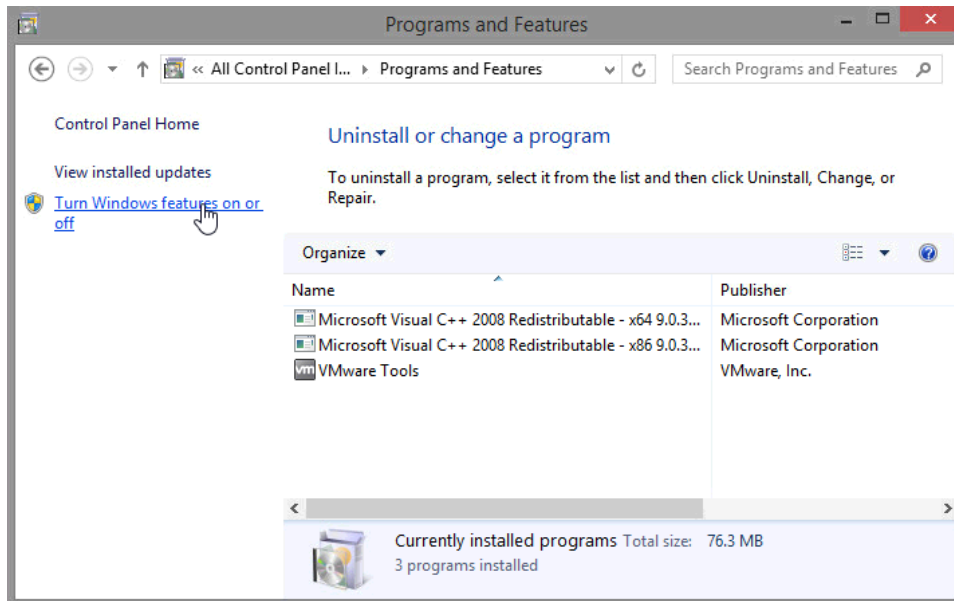 Programs and Features
« All Control Panel I... Programs and Features
Search Programs and Features
Control Panel Home
View installed updates
Turn Windows features on or
off
Uninstall or change a program
To uninstall a program, select it from the list and then click Uninstall, Change, or
Repair.
Organize
Name Publisher
Microsoft Visual C++ 2008 Redistributable - x64 9.0.3... Microsoft Corporation
Microsoft Visual C++ 2008 Redistributable - x86 9.0.3... Microsoft Corporation
vm VMware Tools VMware, Inc.
Currently installed programs Total size: 76.3 MB
3 programs installed